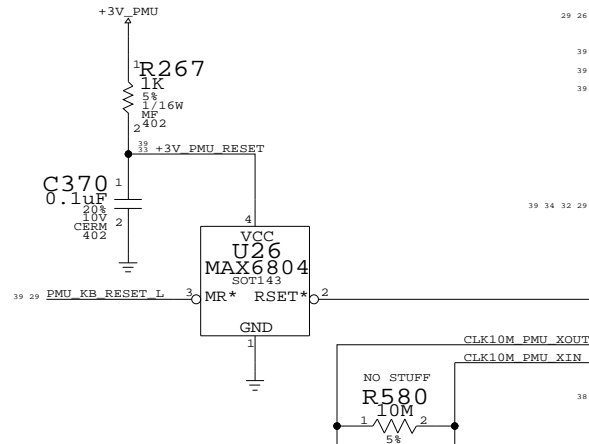 +3V_PMU
29 26
1 R267
39
1K
39
5%
1/16W
39
MF
2 402
39
33 +3V_PMU_RESET
C370 1
0.1uF
20%
10V
2
CERM
402
39 34 32 29
4
VCC
U26
MAX6804
SOT143
39 29 PMU_KB_RESET_L 3 MR* RSET* 2
GND
1
CLK10M_PMU_XOUT
CLK10M_PMU_XIN
NO STUFF
R580
38
10M
1 2
5%